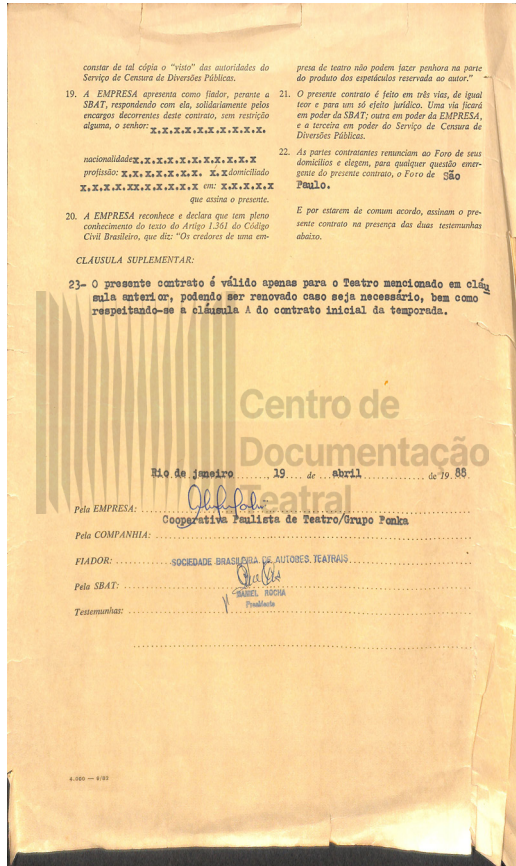 constar de tal cópia o "visto" das autoridades do
Serviço de Censura de Diversões Públicas.
19. A EMPRESA apresenta como fiador, perante a
SBAT, respondendo com ela, solidariamente pelos
encargos decorrentes deste contrato, sem restrição
alguma, o senhor: x.x.x.x.x.x.x.x.x.x.
nacionalidade x.x.x.x.x.x.x.x.x.x.x
profissão: x.x.x.x.x.x.x. x.x domiciliado
x.x.x.x.xx.x.x.x.x.x em: x.x.x.x.x
que assina o presente.
20. A EMPRESA reconhece e declara que tem pleno
conhecimento do texto do Artigo 1.361 do Código
Civil Brasileiro, que diz: "Os credores de uma em-
presa de teatro não podem fazer penhora na parte
do produto dos espetáculos reservada ao autor."
21. O presente contrato é feito em três vias, de igual
teor e para um só efeito jurídico. Uma via ficará
em poder da SBAT; outra em poder da EMPRESA,
e a terceira em poder do Serviço de Censura de
Diversões Públicas.
22. As partes contratantes renunciam ao Foro de seus
domicílios e elegem, para qualquer questão emer-
gente do presente contrato, o Foro de São
Paulo.
E por estarem de comum acordo, assinam o pre-
sente contrato na presença das duas testemunhas
abaixo.
CLÁUSULA SUPLEMENTAR:
23- O presente contrato é válido apenas para o Teatro mencionado em cláu
sula anterior, podendo ser renovado caso seja necessário, bem como
respeitando-se a cláusula A do contrato inicial da temporada.
Centro de
Documentação
Teatral
Rio de janeiro, 19 de abril de 19 88
Pela EMPRESA:
Cooperativa Paulista de Teatro/Grupo Ponka
Pela COMPANHIA:
FIADOR: SOCIEDADE BRASILEIRA DE AUTORES TEATRAIS
Pela SBAT: DANIEL ROCHA
Presidente
Testemunhas: